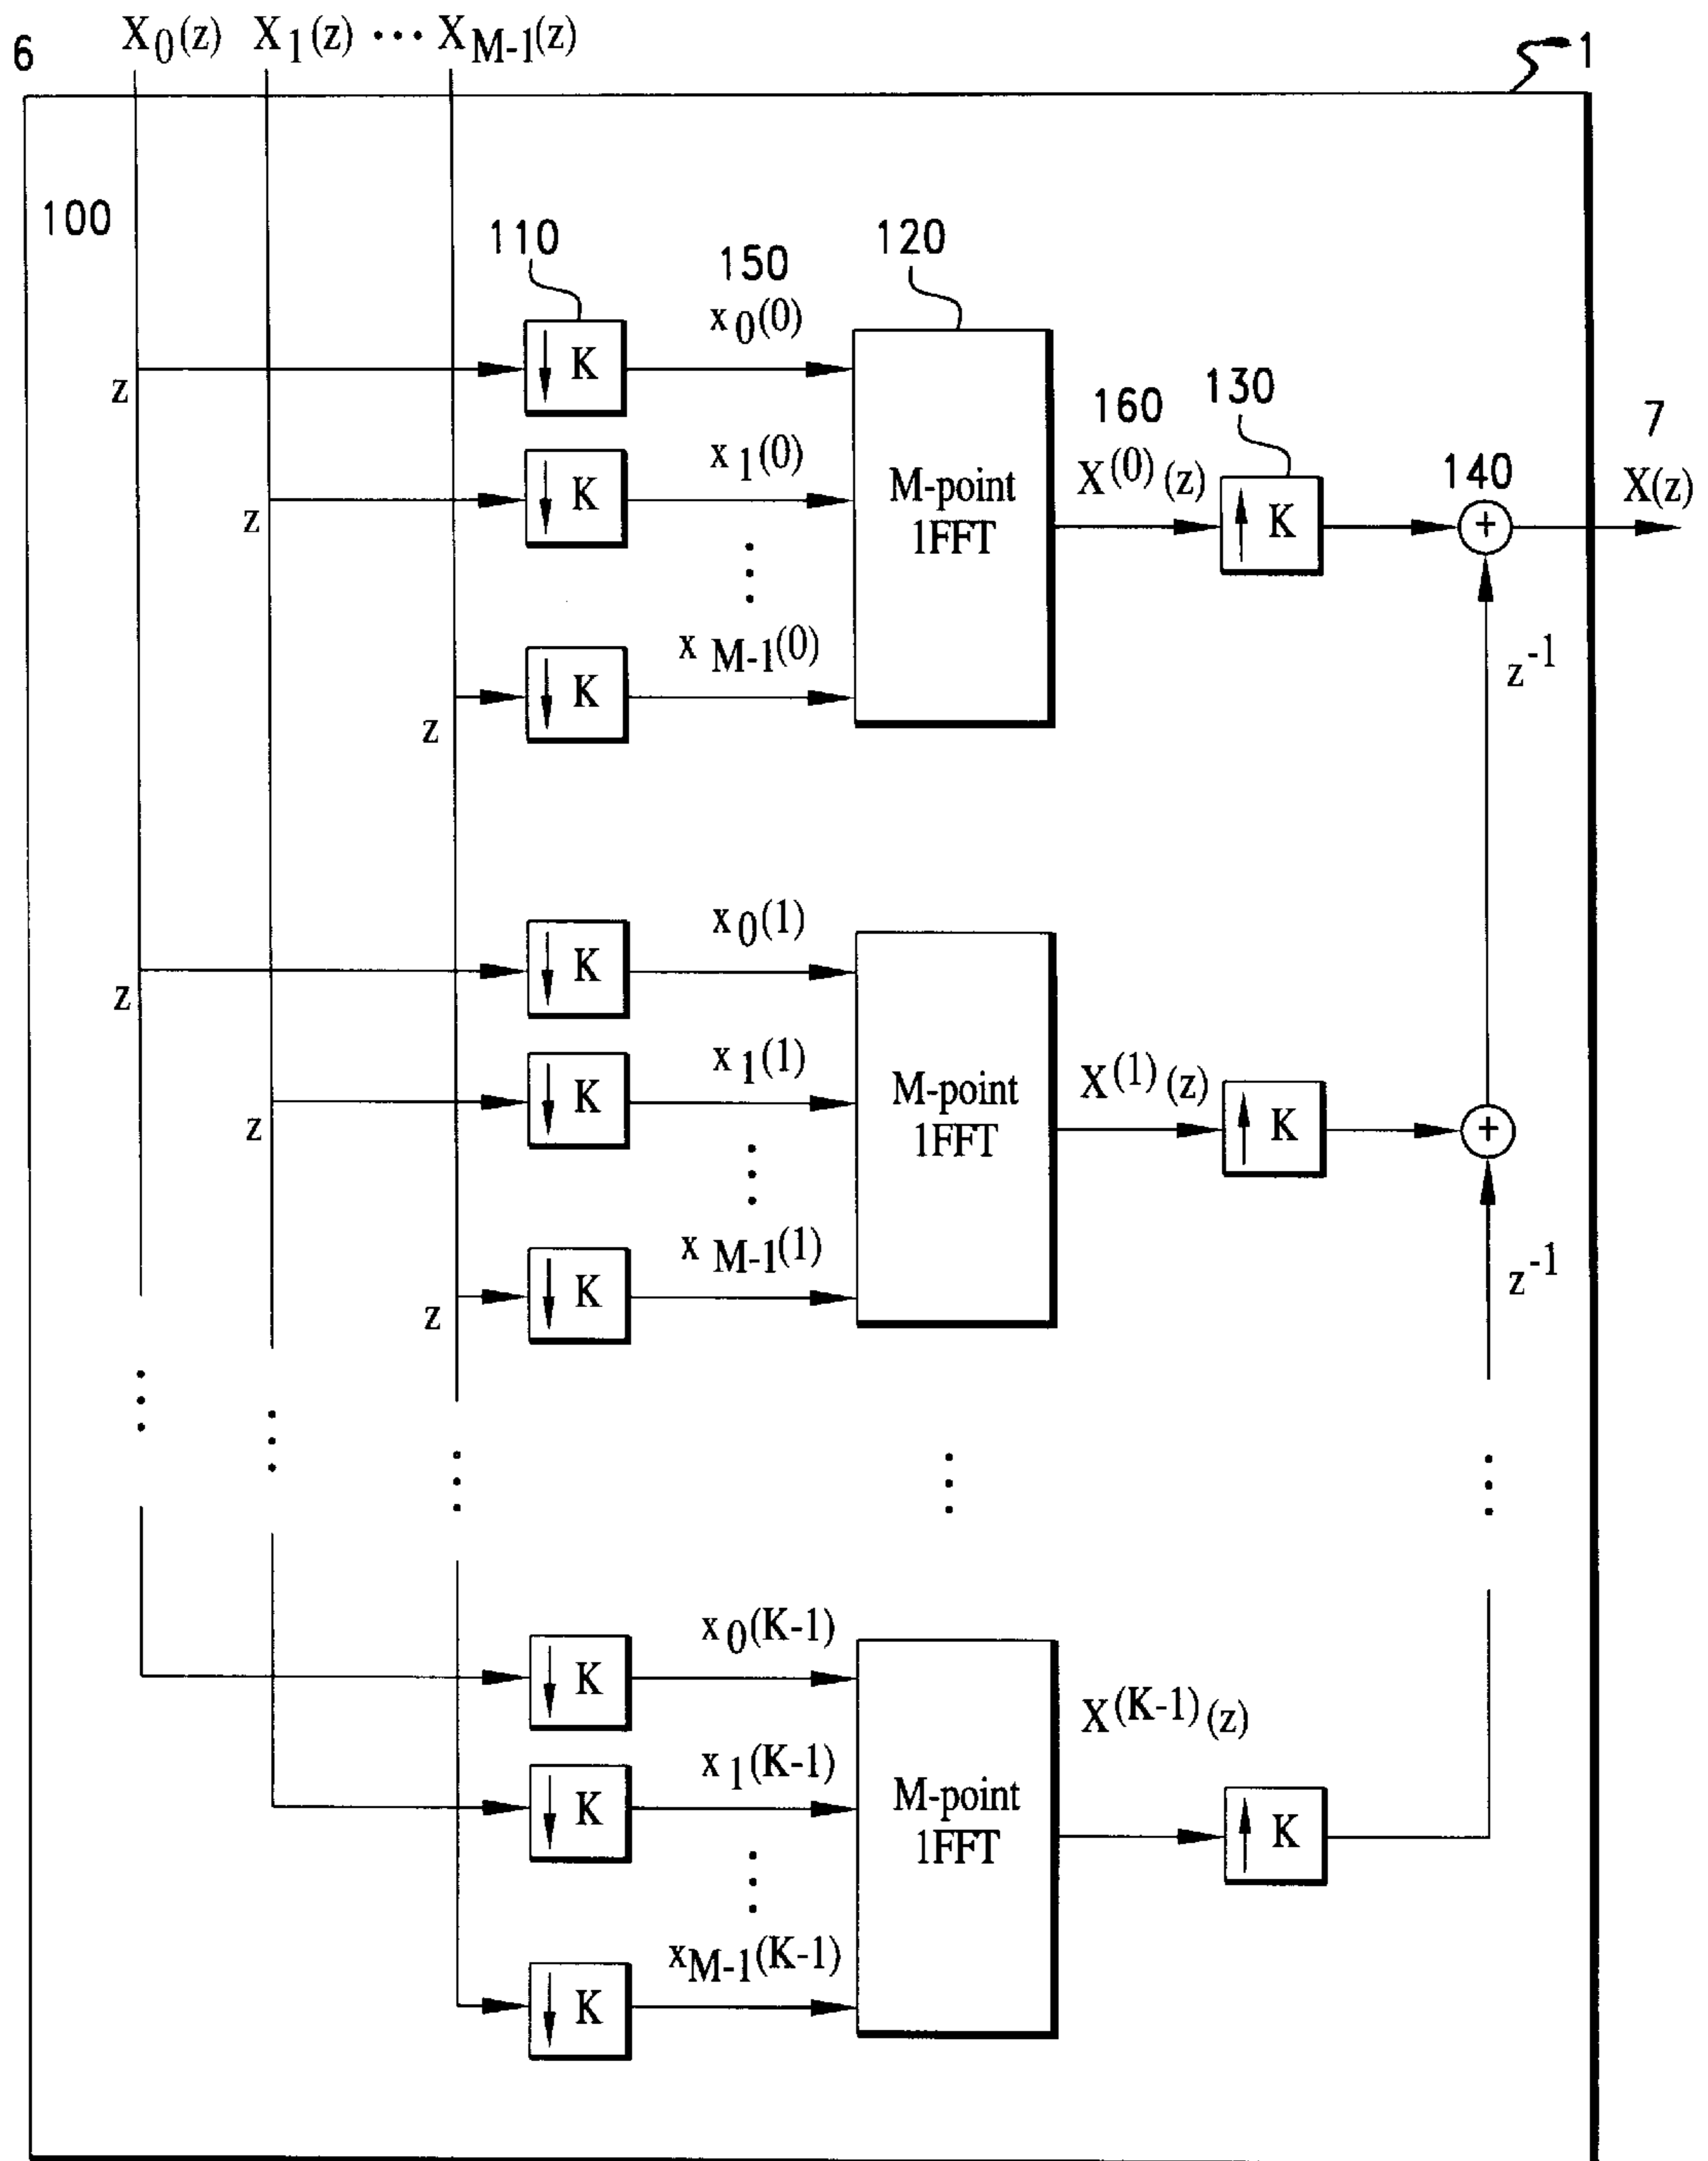 6 X0(z) X1(z) ••• XM-1(z) 1
100
110 150 120
x0(0)
K
z
160 130 7
x1(0)
M-point
1FFT
X(0)(z)
K
140
+
X(z)
K
z
xM-1(0)
z-1
K
z
x0(1)
K
z
x1(1)
M-point
1FFT
X(1)(z)
K
+
K
z
xM-1(1)
z-1
K
z
x0(K-1)
K
X(K-1)(z)
x1(K-1)
K
M-point
1FFT
K
xM-1(K-1)
K